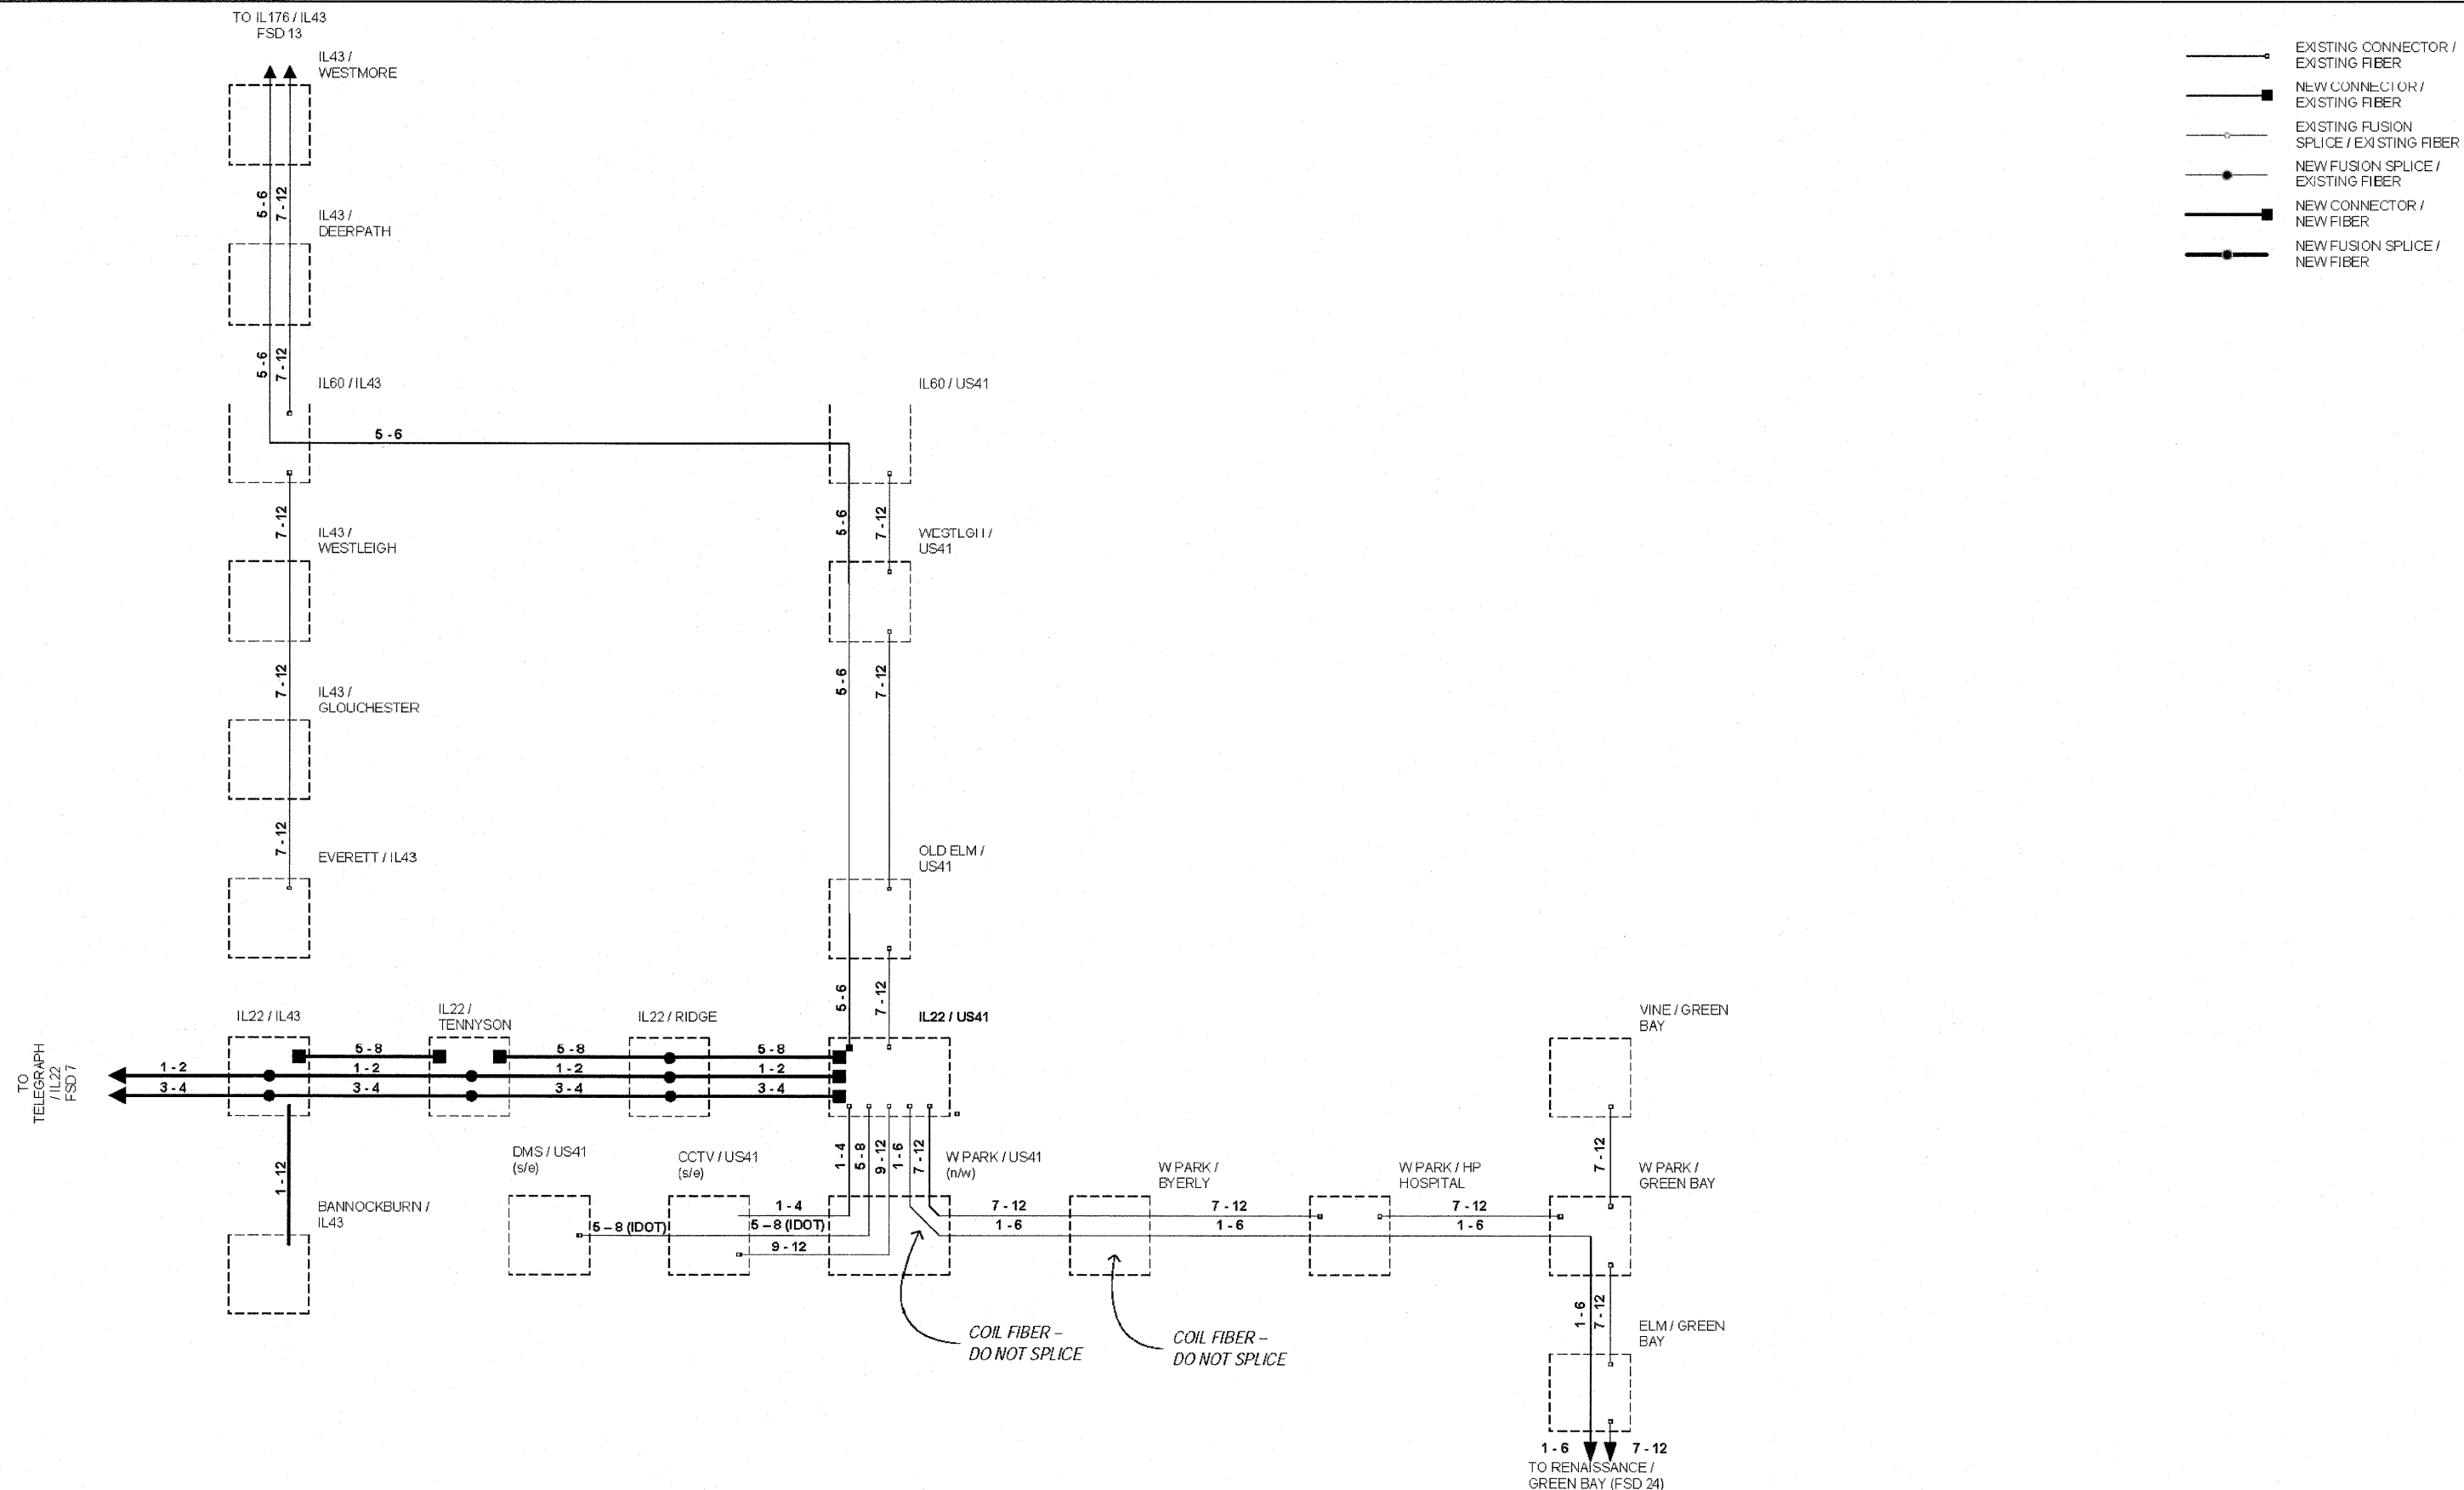 TO IL176 / IL43
FSD 13
IL43 /
WESTMORE
5 - 6
7 - 12
IL43 /
DEERPATH
5 - 6
7 - 12
IL60 / IL43
5 - 6
IL60 / US41
7 - 12
IL43 /
WESTLEIGH
5 - 6
7 - 12
WESTLGH /
US41
7 - 12
IL43 /
GLOUCHESTER
5 - 6
7 - 12
7 - 12
EVERETT / IL43
OLD ELM /
US41
5 - 6
7 - 12
IL22 / IL43
IL22 /
TENNYSON
IL22 / RIDGE
IL22 / US41
TO
TELEGRAPH
/ IL22
FSD 7
1 - 2
3 - 4
5 - 8
1 - 2
3 - 4
5 - 8
1 - 2
3 - 4
5 - 8
1 - 2
3 - 4
VINE / GREEN
BAY
1 - 12
BANNOCKBURN /
IL43
DMS / US41
(s/e)
CCTV / US41
(s/e)
1 - 4
5 - 8
9 - 12
1 - 6
7 - 12
W PARK / US41
(n/w)
W PARK /
BYERLY
W PARK / HP
HOSPITAL
7 - 12
W PARK /
GREEN BAY
5 – 8 (IDOT)
1 - 4
5 – 8 (IDOT)
9 - 12
7 - 12
1 - 6
7 - 12
1 - 6
7 - 12
1 - 6
COIL FIBER –
DO NOT SPLICE
COIL FIBER –
DO NOT SPLICE
1 - 6
7 - 12
ELM / GREEN
BAY
1 - 6
7 - 12
TO RENAISSANCE /
GREEN BAY (FSD 24)
EXISTING CONNECTOR /
EXISTING FIBER
NEW CONNECTOR /
EXISTING FIBER
EXISTING FUSION
SPLICE / EXISTING FIBER
NEW FUSION SPLICE /
EXISTING FIBER
NEW CONNECTOR /
NEW FIBER
NEW FUSION SPLICE /
NEW FIBER